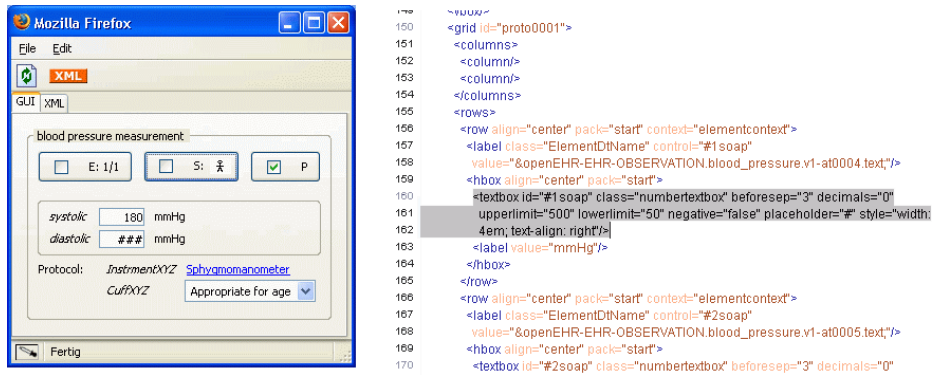 Mozilla Firefox
File Edit
XML
GUI XML
blood pressure measurement
E: 1/1 S: P
systolic 180 mmHg
diastolic ### mmHg
Protocol: InstrmentXYZ Sphygmomanometer
CuffXYZ Appropriate for age
Fertig
149 <vbox>
150 <grid id="proto0001">
151 <columns>
152 <column/>
153 <column/>
154 </columns>
155 <rows>
156 <row align="center" pack="start" context="elementcontext">
157 <label class="ElementDtName" control="#1soap"
158 value="&openEHR-EHR-OBSERVATION.blood_pressure.v1-at0004.text;"/>
159 <hbox align="center" pack="start">
160 <textbox id="#1soap" class="numbertextbox" beforesep="3" decimals="0"
161 upperlimit="500" lowerlimit="50" negative="false" placeholder="#" style="width:
162 4em; text-align: right"/>
163 <label value="mmHg"/>
164 </hbox>
165 </row>
166 <row align="center" pack="start" context="elementcontext">
167 <label class="ElementDtName" control="#2soap"
168 value="&openEHR-EHR-OBSERVATION.blood_pressure.v1-at0005.text;"/>
169 <hbox align="center" pack="start">
170 <textbox id="#2soap" class="numbertextbox" beforesep="3" decimals="0"